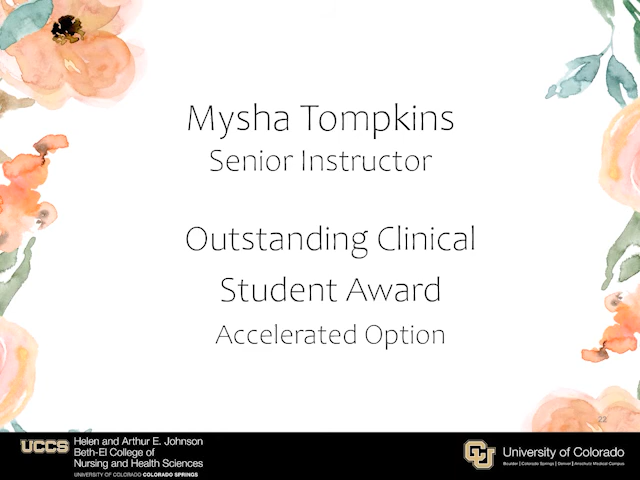 Mysha Tompkins
Senior Instructor
Outstanding Clinical
Student Award
Accelerated Option
22
UCCS
Helen and Arthur E. Johnson
Beth-El College of
Nursing and Health Sciences
UNIVERSITY OF COLORADO COLORADO SPRINGS
CU
University of Colorado
Boulder | Colorado Springs | Denver | Anschutz Medical Campus